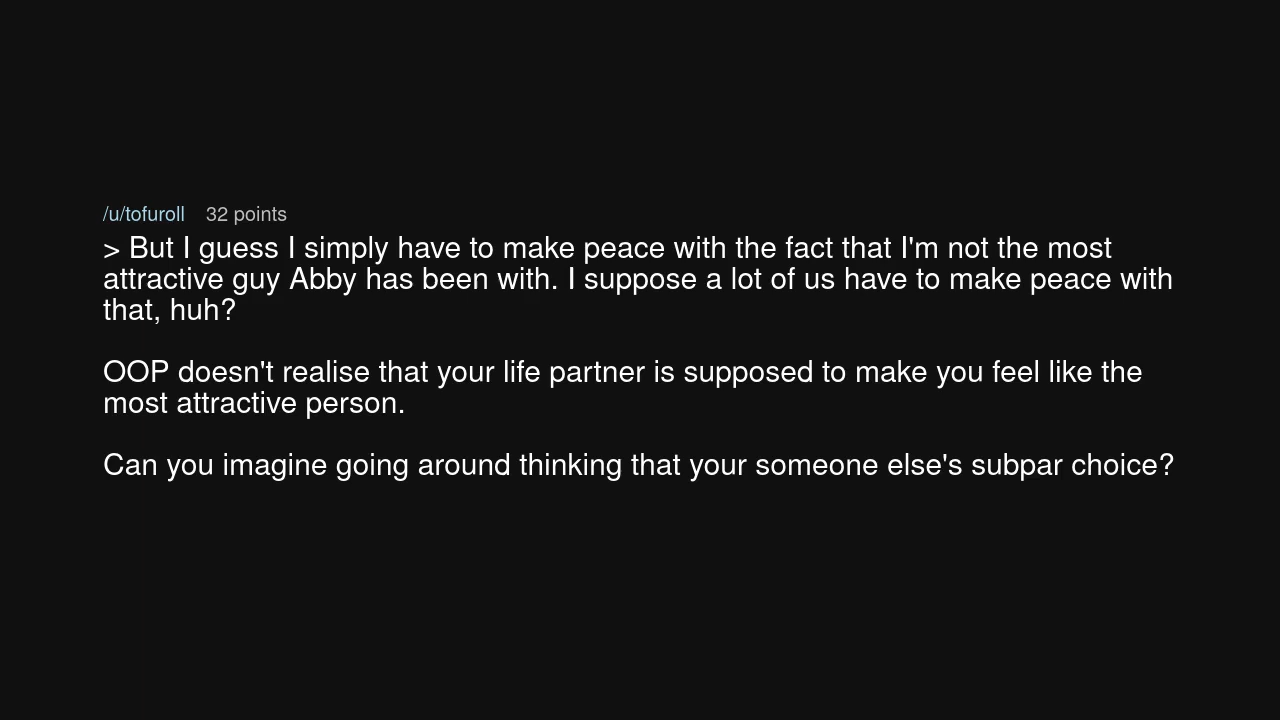 /u/tofuroll 32 points
> But I guess I simply have to make peace with the fact that I'm not the most
attractive guy Abby has been with. I suppose a lot of us have to make peace with
that, huh?
OOP doesn't realise that your life partner is supposed to make you feel like the
most attractive person.
Can you imagine going around thinking that your someone else's subpar choice?